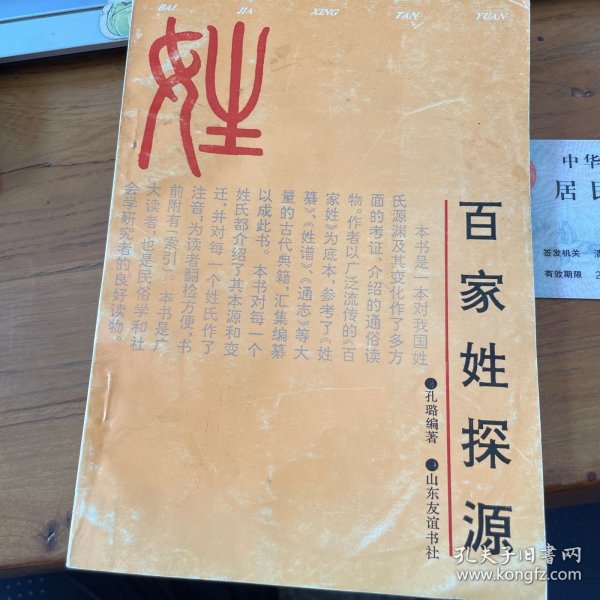 BAI JIA XING TAN YUAN
姓
百家姓探源
本书是一本对我国姓
氏源渊及其变化作了多方
面的考证、介绍的通俗读
物。作者以广泛流传的《百
家姓》为底本，参考了《姓
纂》、《姓谱》、《通志》等大
量的古代典籍，汇集编纂
以成此书。本书对每一个
姓氏都介绍了其本源和变
迁，并对每一个姓氏作了
注音，为读者翻检方便，书
前附有「索引」。本书是广
大读者，也是民俗学和社
会学研究者的良好读物。
孔璐编著
山东友谊书社
中华
居民
签发机关
有效期限 2
孔夫子旧书网
www.kongfz.com